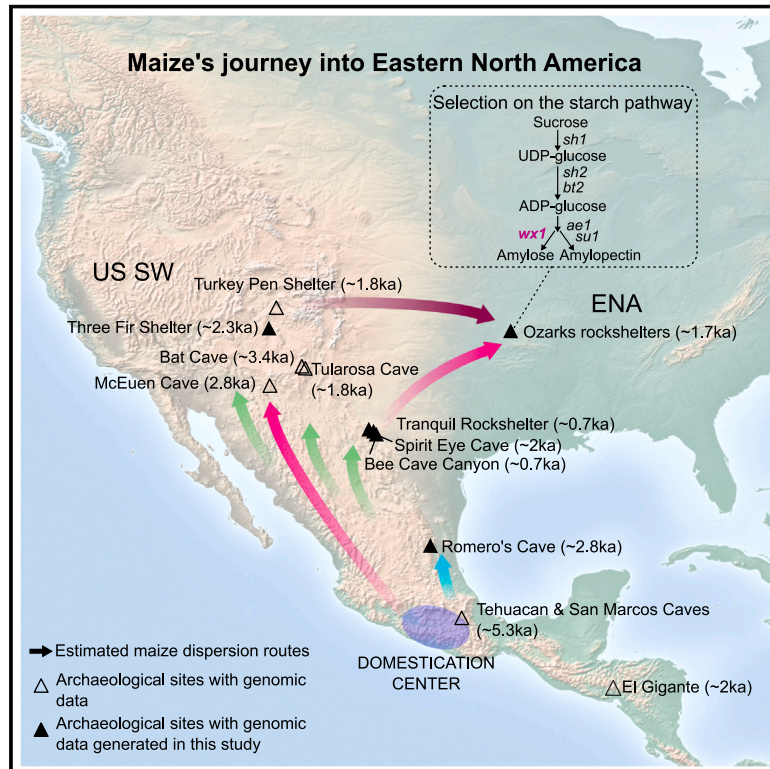 Maize's journey into Eastern North America
Selection on the starch pathway
Sucrose
sh1
UDP-glucose
sh2
bt2
ADP-glucose
wx1
ae1
su1
Amylose Amylopectin
US SW
ENA
Turkey Pen Shelter (~1.8ka)
Three Fir Shelter (~2.3ka)
Ozarks rockshelters (~1.7ka)
Bat Cave (~3.4ka)
Tularosa Cave
(~1.8ka)
McEuen Cave (2.8ka)
Tranquil Rockshelter (~0.7ka)
Spirit Eye Cave (~2ka)
Bee Cave Canyon (~0.7ka)
Romero's Cave (~2.8ka)
Tehuacan & San Marcos Caves
(~5.3ka)
DOMESTICATION
CENTER
El Gigante (~2ka)
Estimated maize dispersion routes
Archaeological sites with genomic
data
Archaeological sites with genomic
data generated in this study